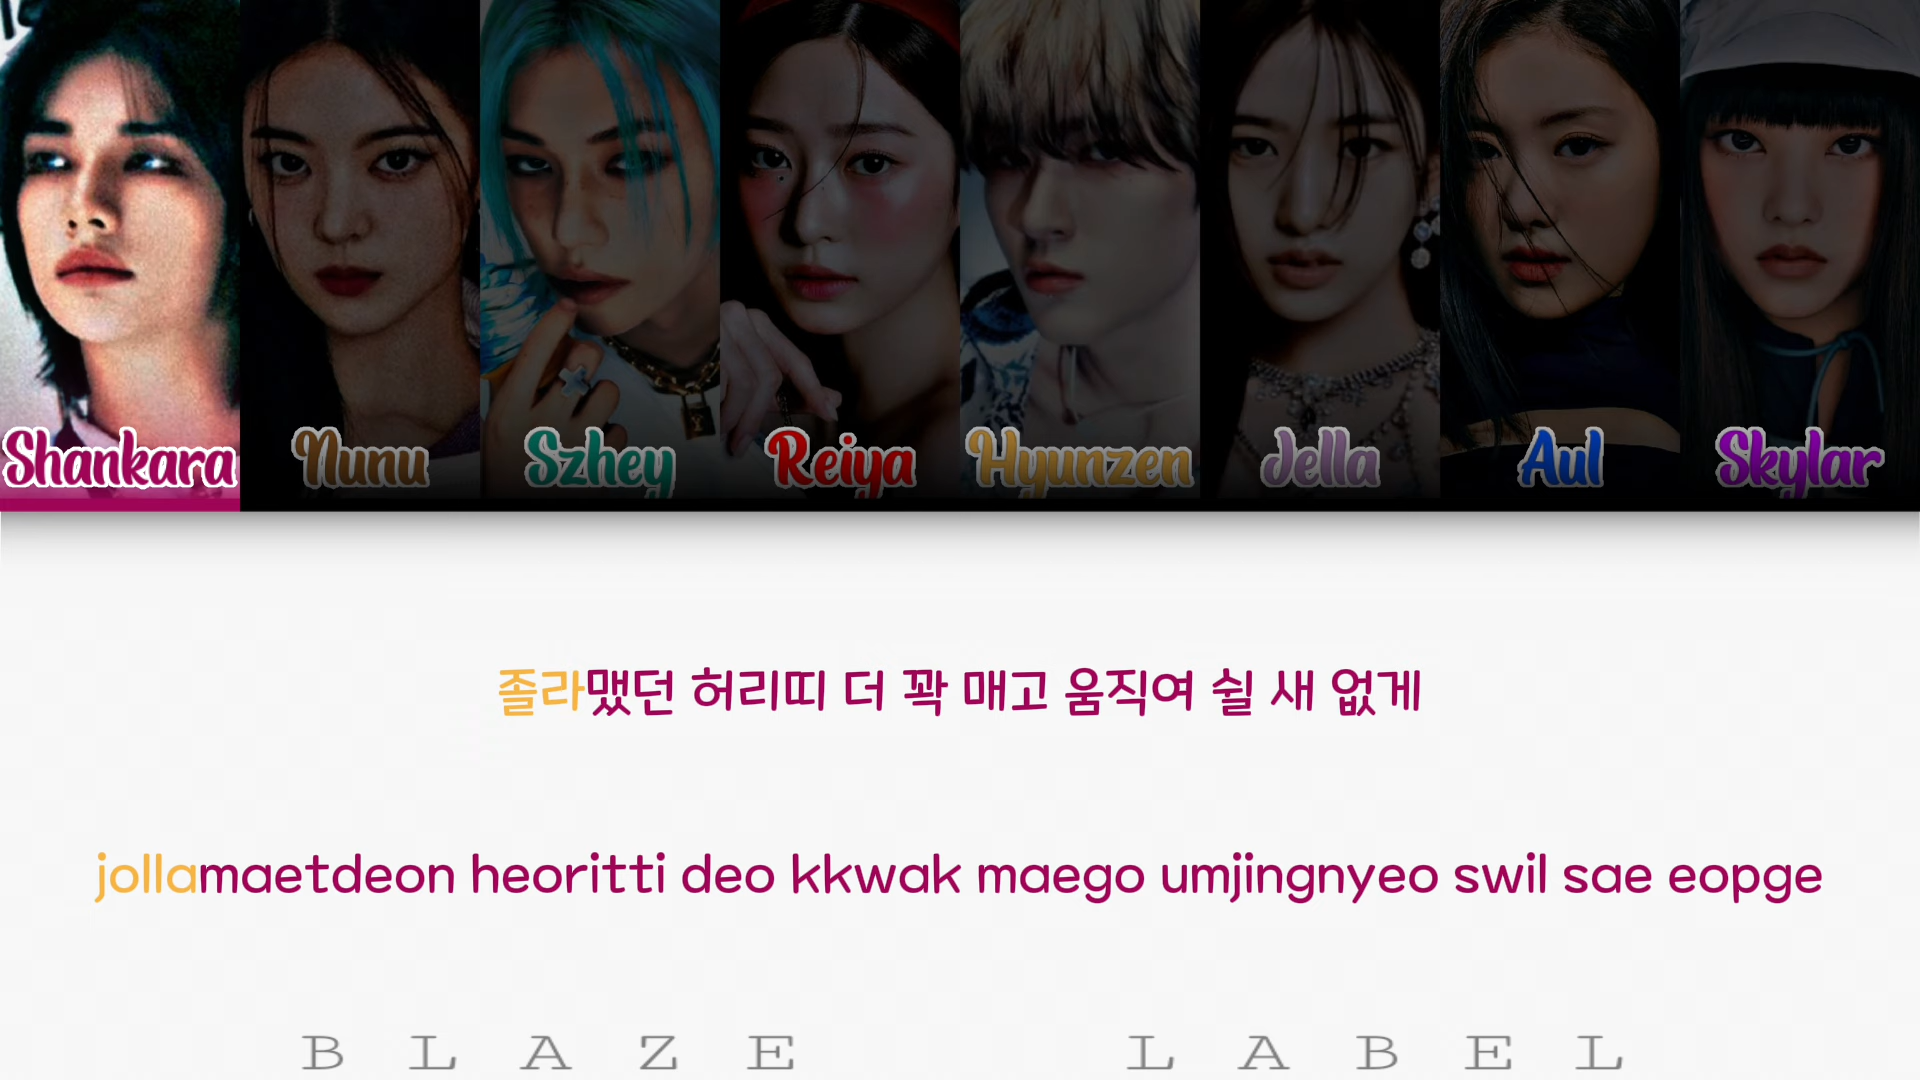 Shankara Nunu Szhey Reiya Hyunzen Jella Aul Skylar
졸라맸던 허리띠 더 꽉 매고 움직여 쉴 새 없게
jollamaetdeon heoritti deo kkwak maego umjingnyeo swil sae eopge
BLAZE LABEL